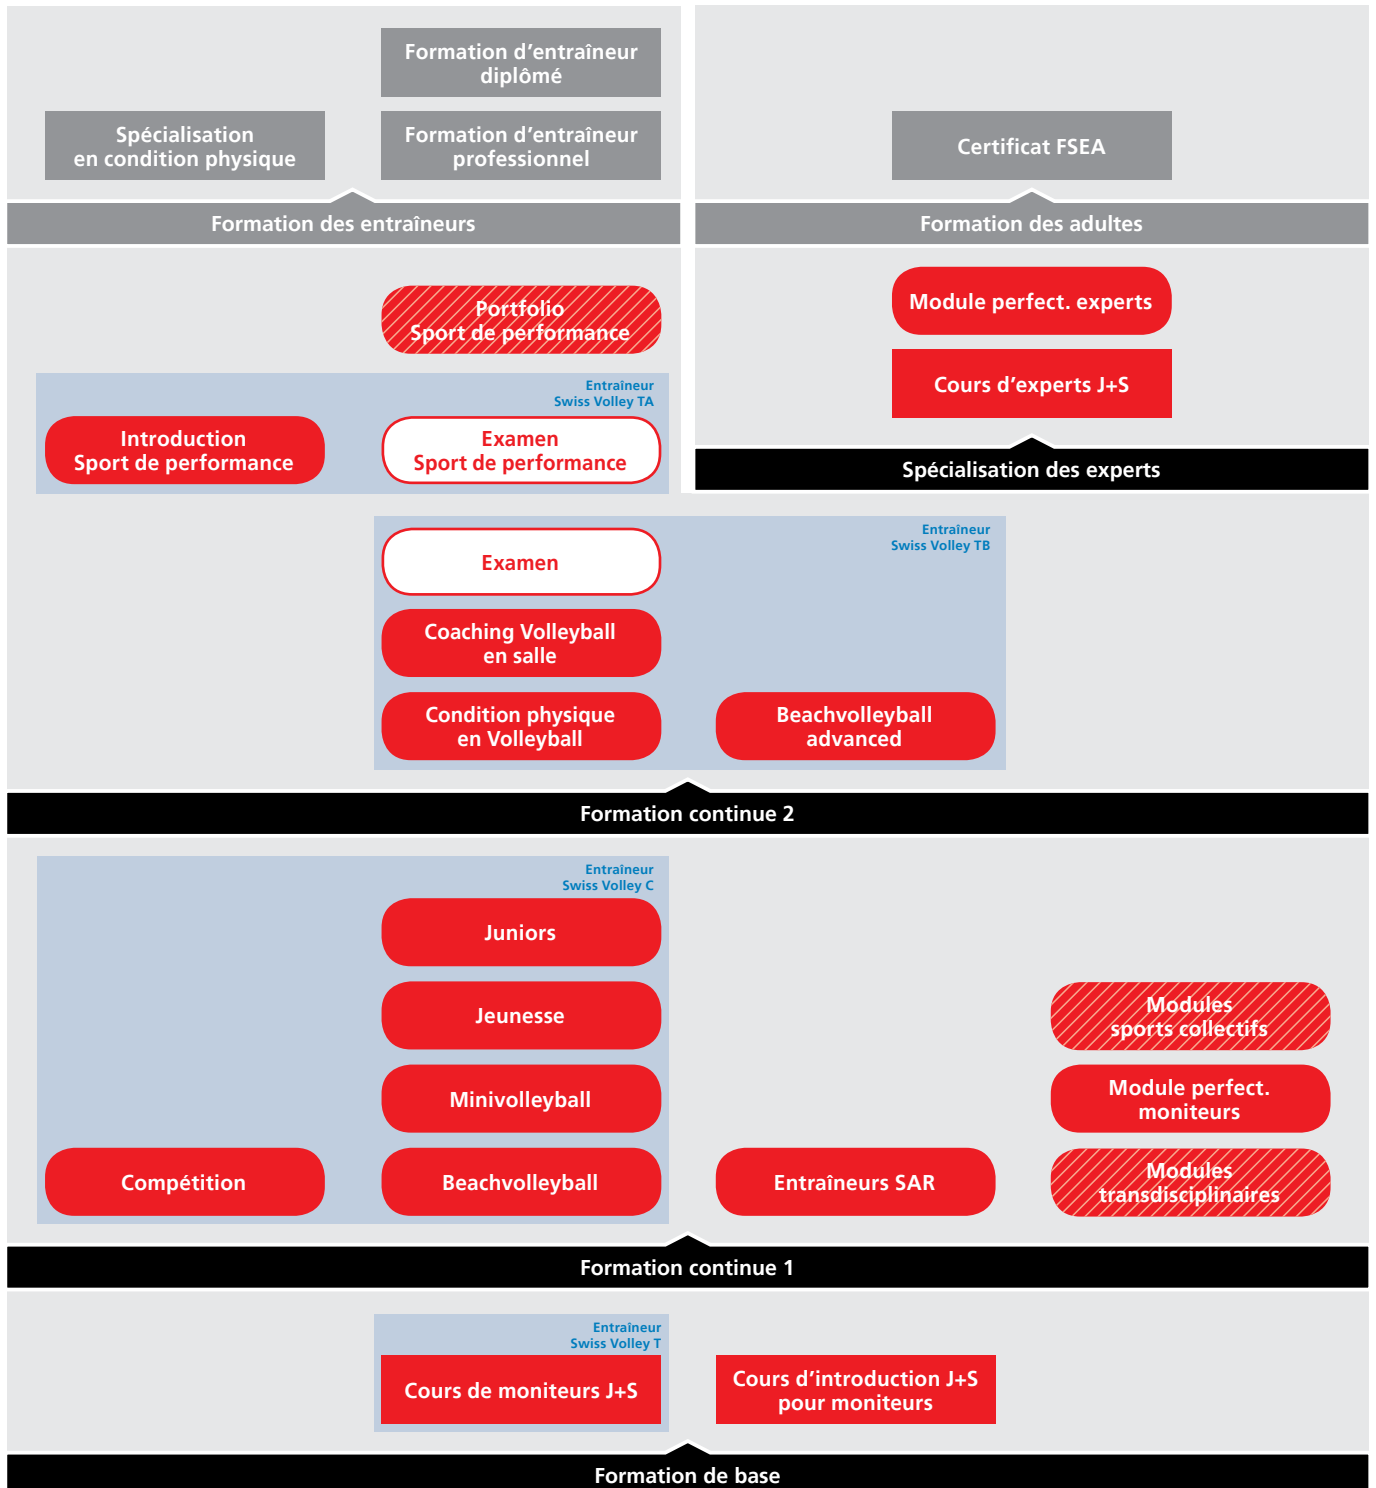 Formation d’entraîneur
diplômé
Spécialisation
en condition physique
Formation d’entraîneur
professionnel
Certificat FSEA
Formation des entraîneurs
Formation des adultes
Portfolio
Sport de performance
Module perfect. experts
Cours d’experts J+S
Entraîneur
Swiss Volley TA
Introduction
Sport de performance
Examen
Sport de performance
Spécialisation des experts
Entraîneur
Swiss Volley TB
Examen
Coaching Volleyball
en salle
Condition physique
en Volleyball
Beachvolleyball
advanced
Formation continue 2
Entraîneur
Swiss Volley C
Juniors
Jeunesse
Modules
sports collectifs
Minivolleyball
Module perfect.
moniteurs
Compétition
Beachvolleyball
Entraîneurs SAR
Modules
transdisciplinaires
Formation continue 1
Entraîneur
Swiss Volley T
Cours de moniteurs J+S
Cours d’introduction J+S
pour moniteurs
Formation de base